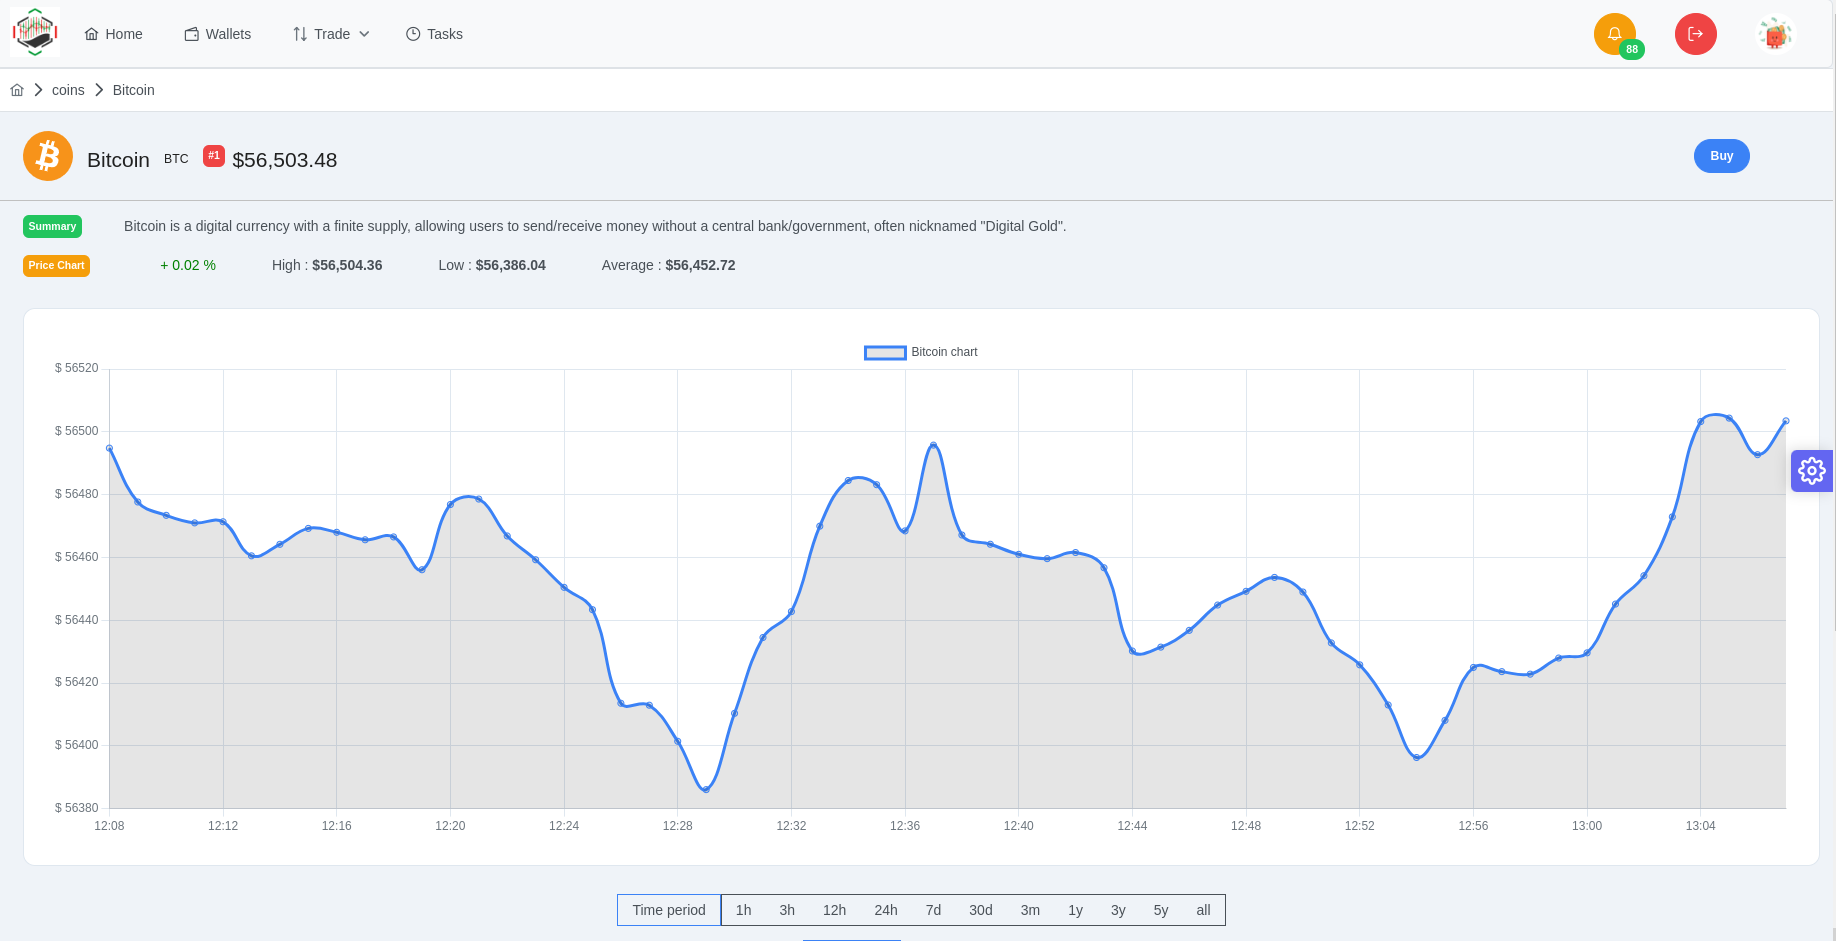 Home Wallets Trade Tasks 88
coins Bitcoin
Bitcoin BTC #1 $56,503.48 Buy
Summary Bitcoin is a digital currency with a finite supply, allowing users to send/receive money without a central bank/government, often nicknamed "Digital Gold".
Price Chart + 0.02 % High : $56,504.36 Low : $56,386.04 Average : $56,452.72
Bitcoin chart
$ 56520
$ 56500
$ 56480
$ 56460
$ 56440
$ 56420
$ 56400
$ 56380
12:08 12:12 12:16 12:20 12:24 12:28 12:32 12:36 12:40 12:44 12:48 12:52 12:56 13:00 13:04
Time period 1h 3h 12h 24h 7d 30d 3m 1y 3y 5y all